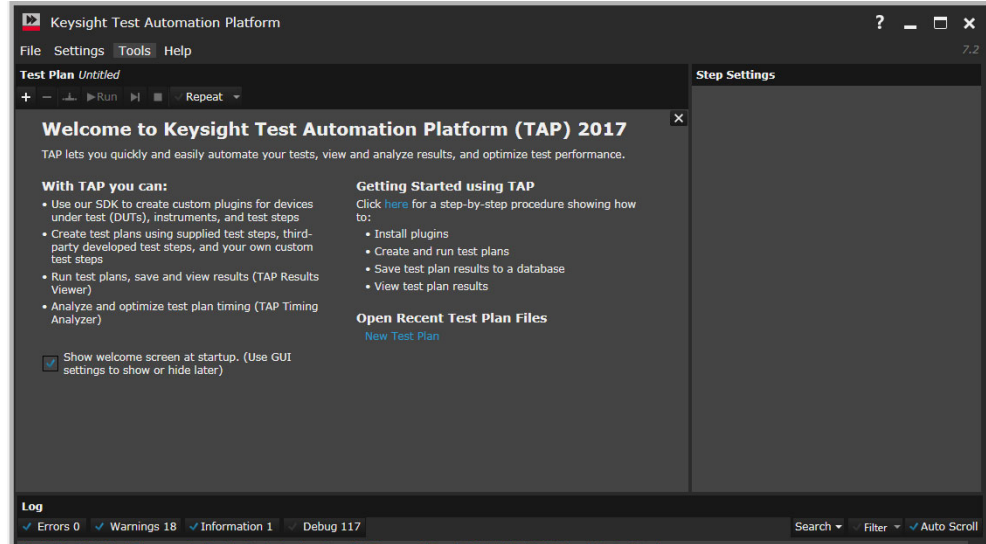 Keysight Test Automation Platform
?
File Settings Tools Help
7.2
Test Plan Untitled
Step Settings
+ - Run Repeat
Welcome to Keysight Test Automation Platform (TAP) 2017
TAP lets you quickly and easily automate your tests, view and analyze results, and optimize test performance.
With TAP you can:
• Use our SDK to create custom plugins for devices
under test (DUTs), instruments, and test steps
• Create test plans using supplied test steps, third-
party developed test steps, and your own custom
test steps
• Run test plans, save and view results (TAP Results
Viewer)
• Analyze and optimize test plan timing (TAP Timing
Analyzer)
Show welcome screen at startup. (Use GUI
settings to show or hide later)
Getting Started using TAP
Click here for a step-by-step procedure showing how
to:
• Install plugins
• Create and run test plans
• Save test plan results to a database
• View test plan results
Open Recent Test Plan Files
New Test Plan
Log
Errors 0 Warnings 18 Information 1 Debug 117
Search Filter Auto Scroll